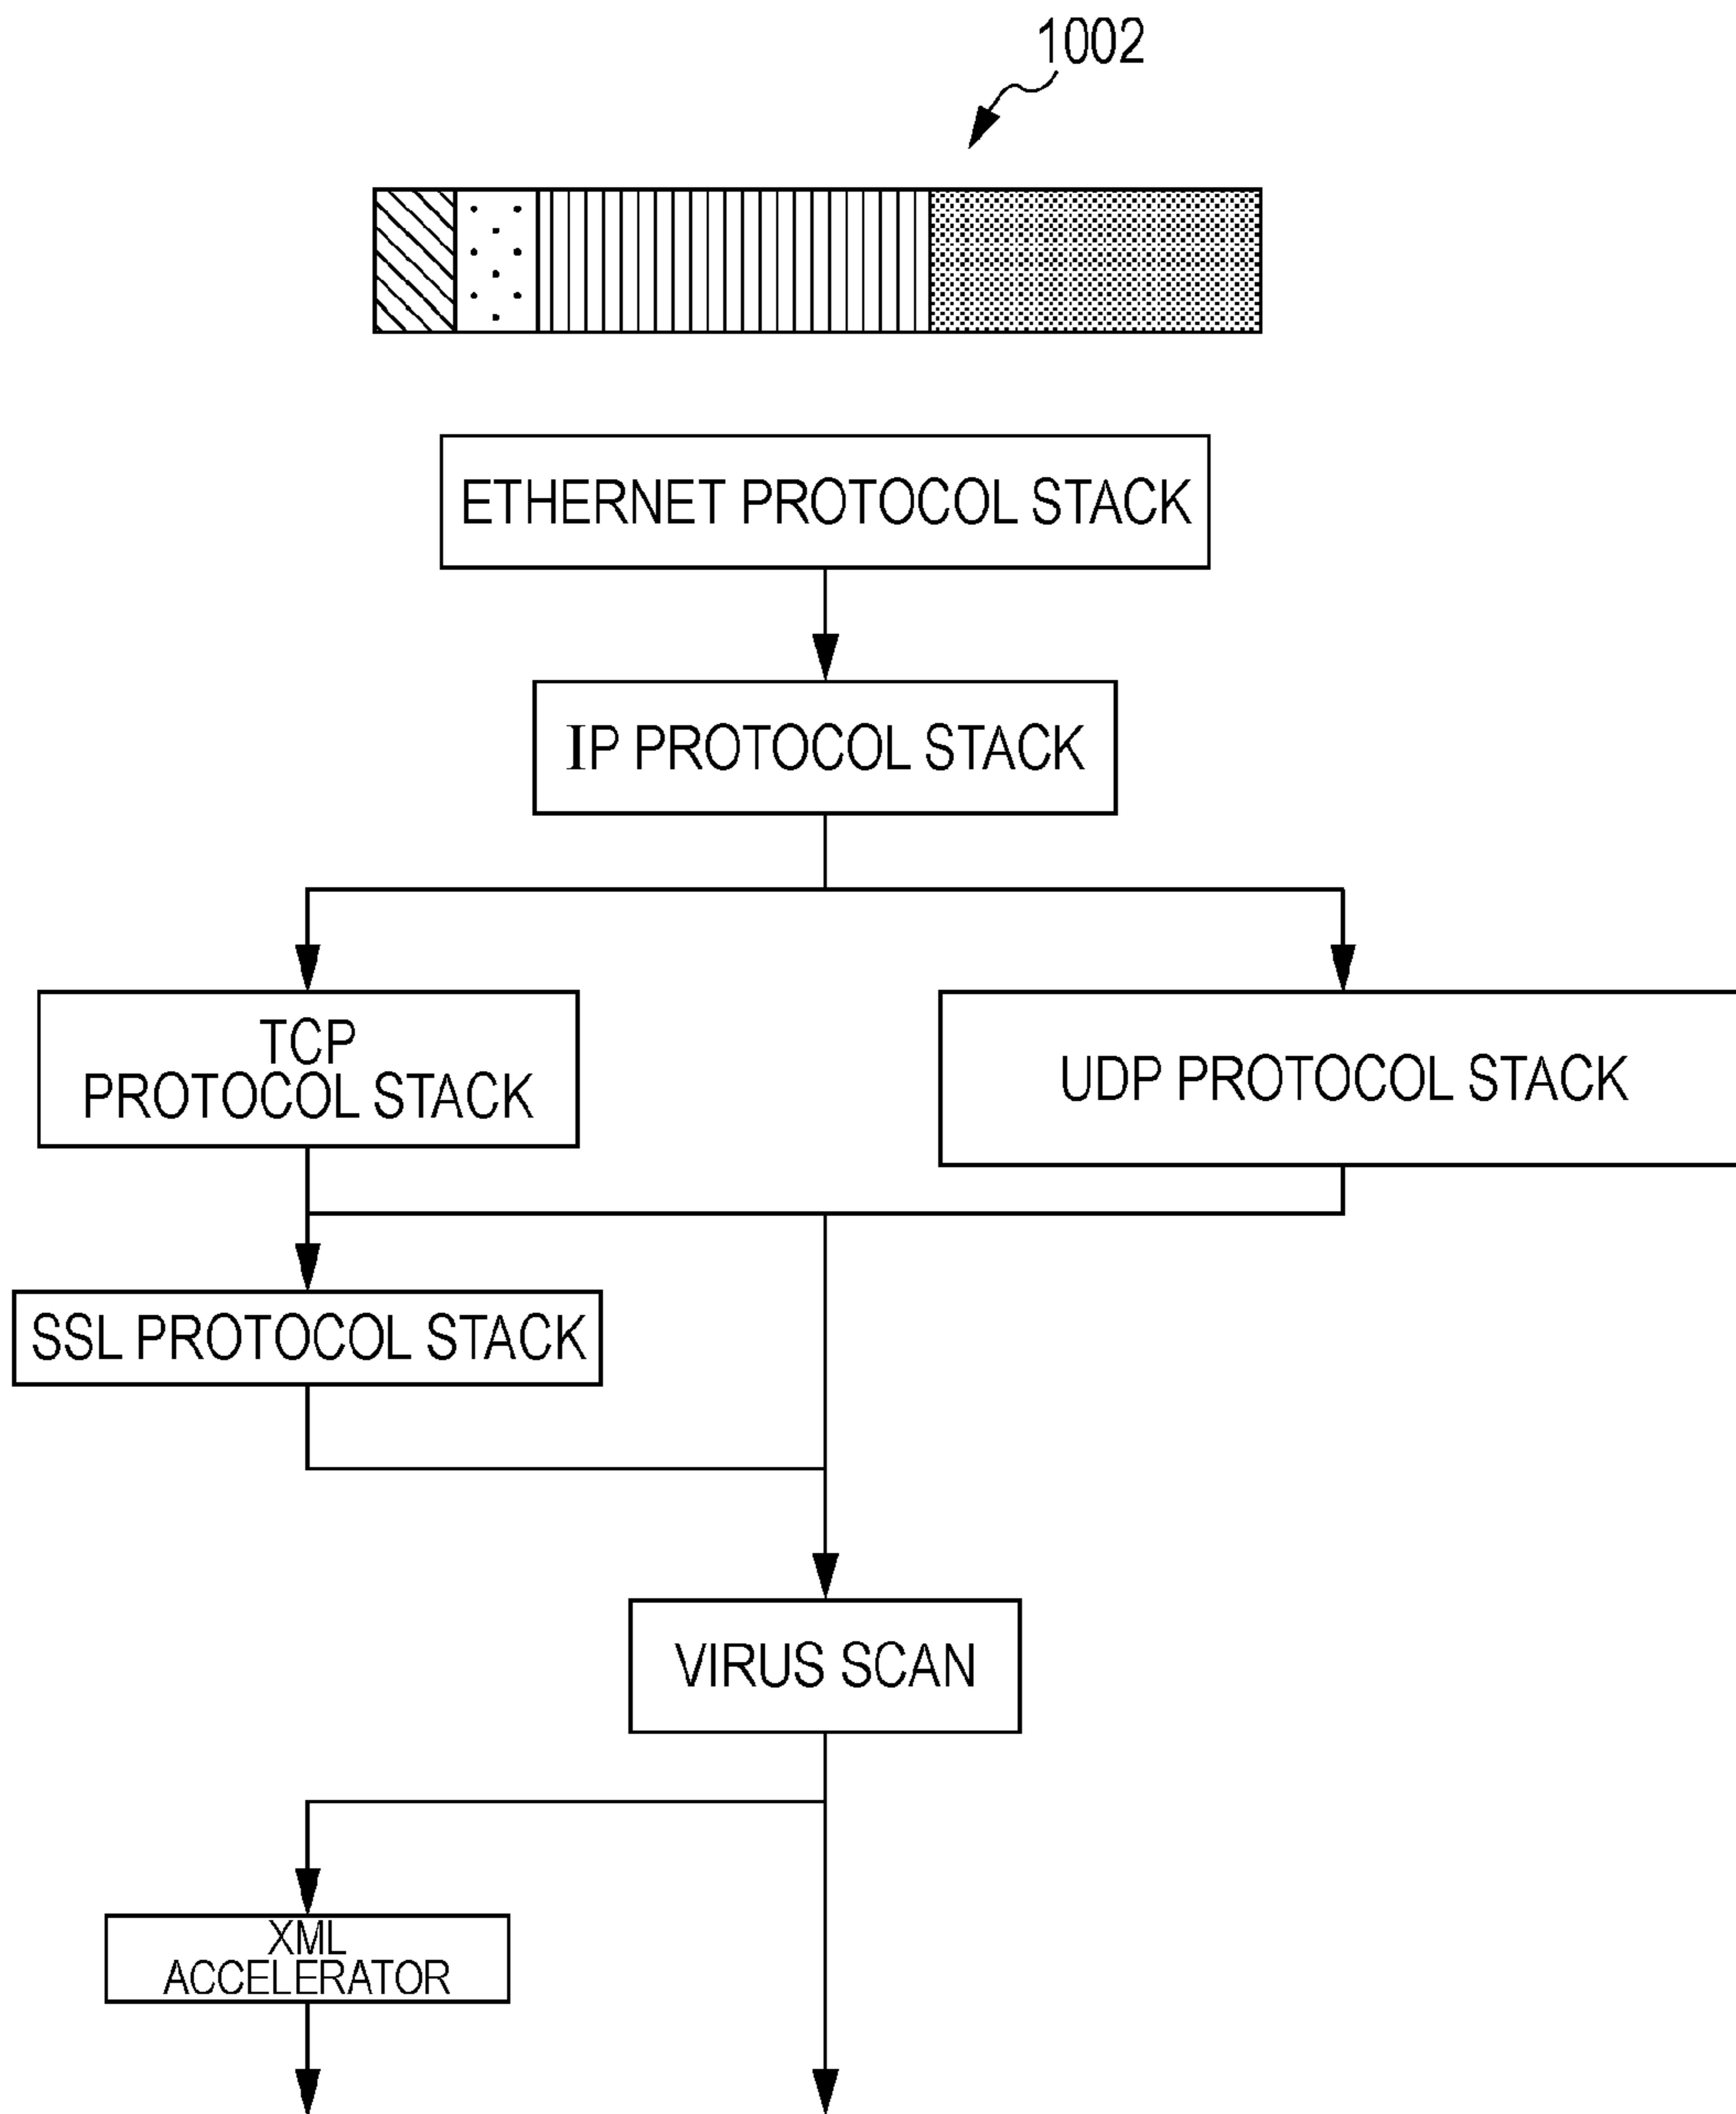 1002
ETHERNET PROTOCOL STACK
IP PROTOCOL STACK
TCP
PROTOCOL STACK
UDP PROTOCOL STACK
SSL PROTOCOL STACK
VIRUS SCAN
XML
ACCELERATOR